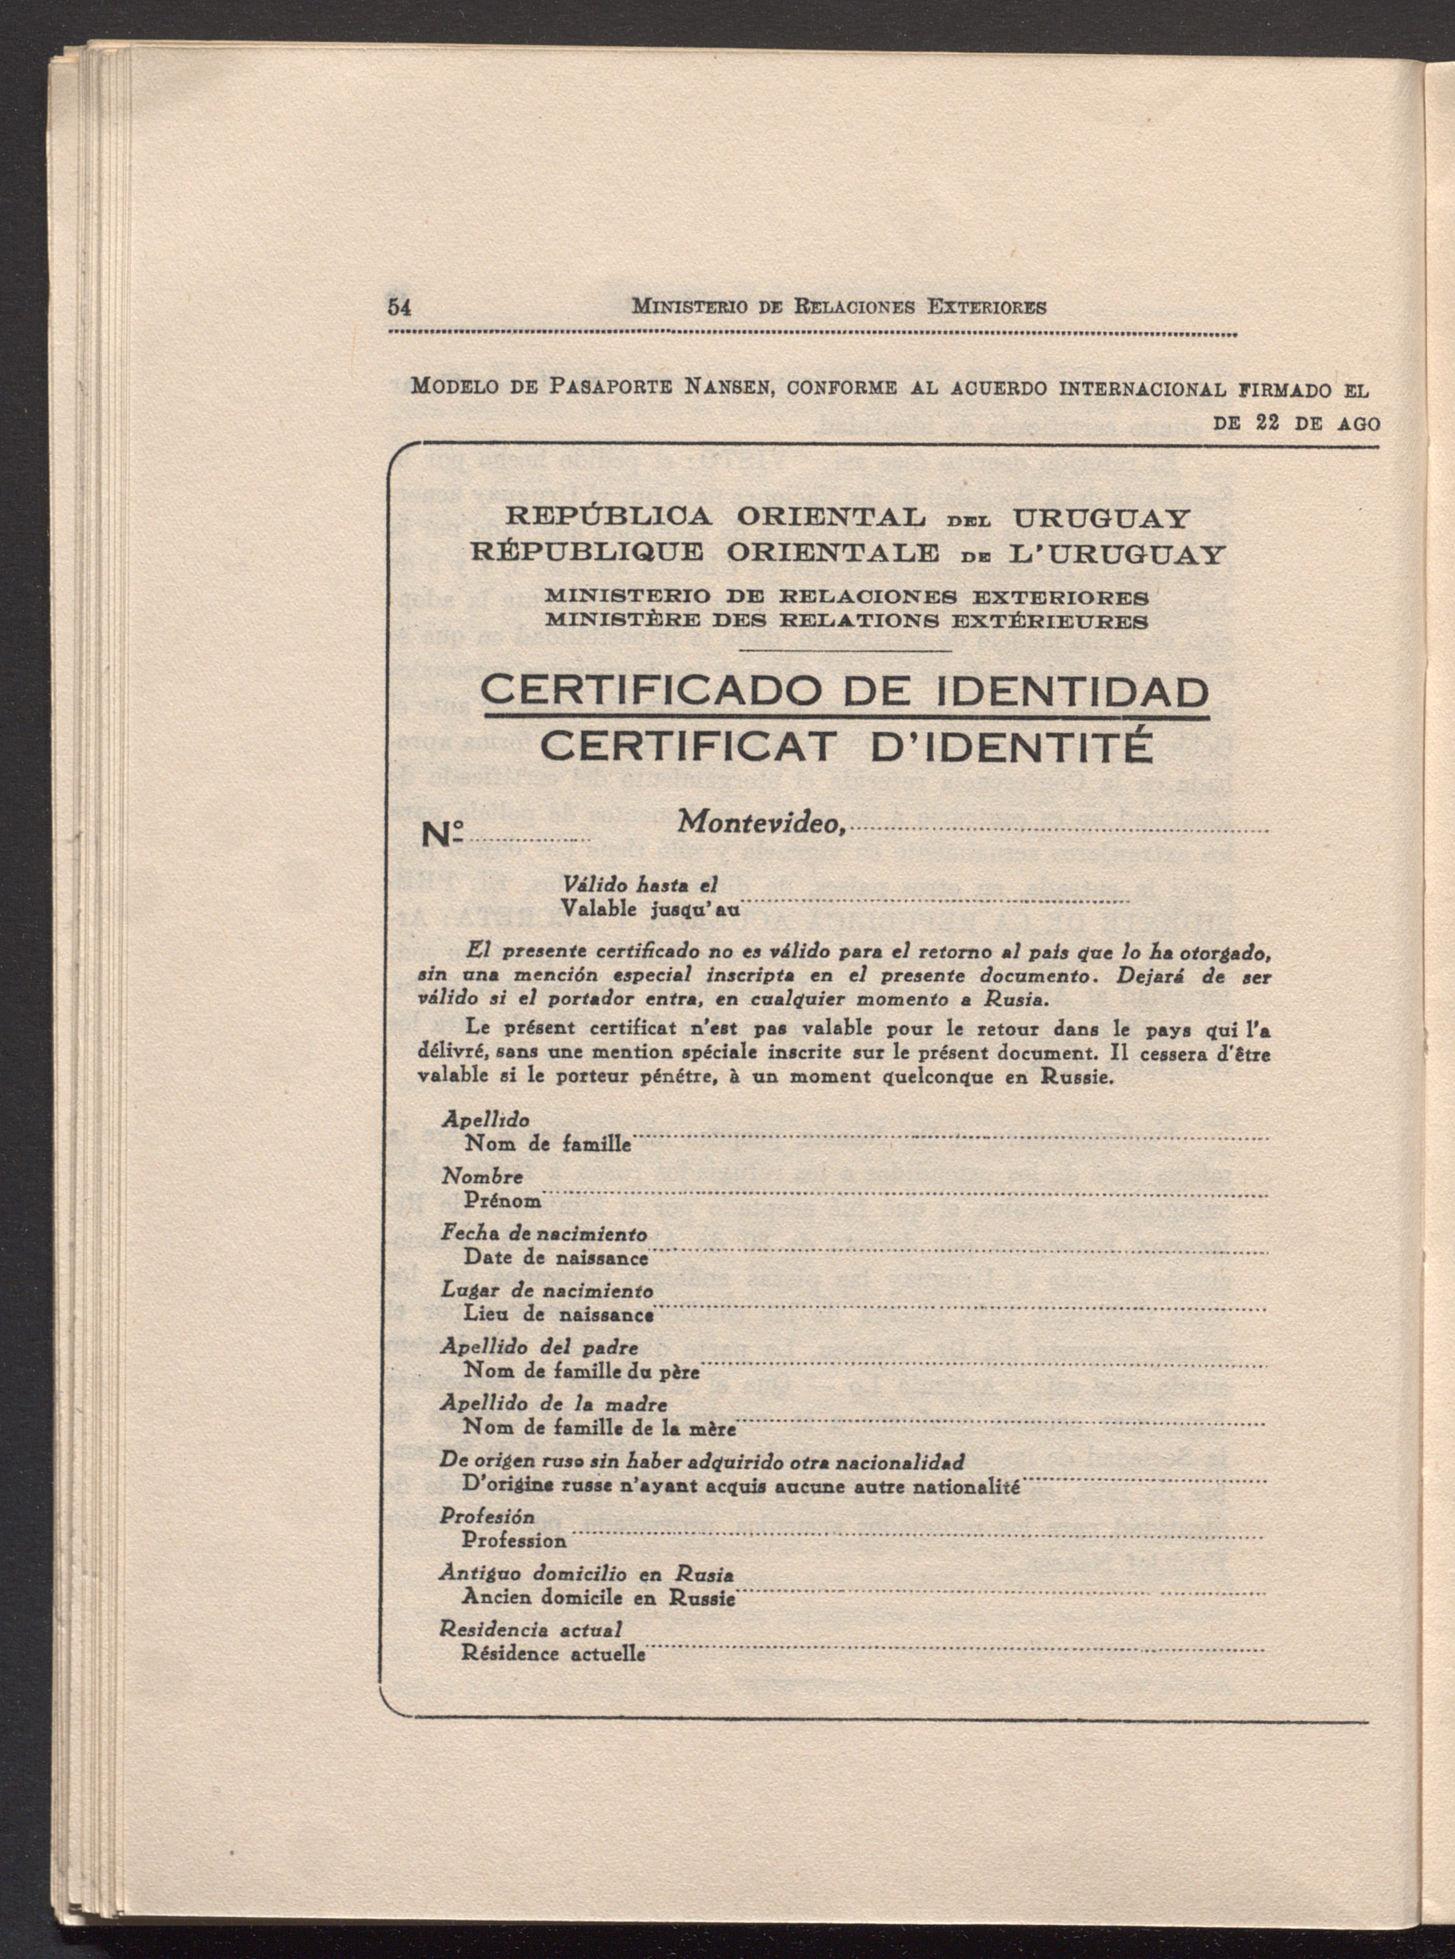 54
MINISTERIO DE RELACIONES EXTERIORES
MODELO DE PASAPORTE NANSEN, CONFORME AL ACUERDO INTERNACIONAL FIRMADO EL
DE 22 DE AGO
REPÚBLICA ORIENTAL DEL URUGUAY
RÉPUBLIQUE ORIENTALE DE L'URUGUAY
MINISTERIO DE RELACIONES EXTERIORES
MINISTÈRE DES RELATIONS EXTÉRIEURES
CERTIFICADO DE IDENTIDAD
CERTIFICAT D'IDENTITÉ
Nº
Montevideo,
Válido hasta el
Valable jusqu'au
El presente certificado no es válido para el retorno al país que lo ha otorgado,
sin una mención especial inscripta en el presente documento. Dejará de ser
válido si el portador entra, en cualquier momento a Rusia.
Le présent certificat n'est pas valable pour le retour dans le pays qui l'a
délivré, sans une mention spéciale inscrite sur le présent document. Il cessera d'être
valable si le porteur pénétre, à un moment quelconque en Russie.
Apellido
Nom de famille
Nombre
Prénom
Fecha de nacimiento
Date de naissance
Lugar de nacimiento
Lieu de naissance
Apellido del padre
Nom de famille du père
Apellido de la madre
Nom de famille de la mère
De origen ruso sin haber adquirido otra nacionalidad
D'origine russe n'ayant acquis aucune autre nationalité
Profesión
Profession
Antiguo domicilio en Rusia
Ancien domicile en Russie
Residencia actual
Résidence actuelle